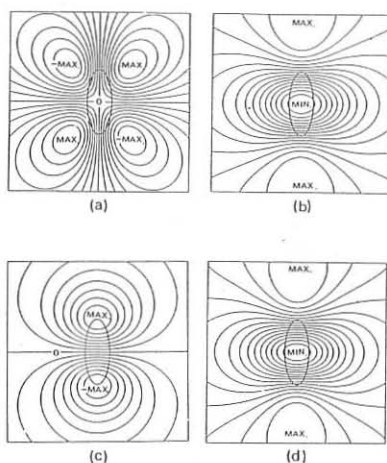 -MAX MAX
0
MAX -MAX
(a)
MAX.
MIN.
MAX.
(b)
MAX.
0
-MAX.
(c)
MAX.
MIN.
MAX.
(d)